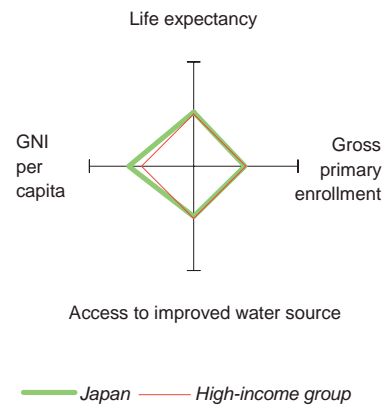 Life expectancy
GNI
per
capita
Gross
primary
enrollment
Access to improved water source
Japan
High-income group